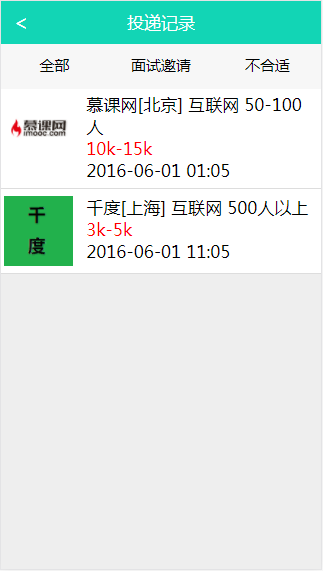 < 投递记录
全部 面试邀请 不合适
慕课网 imooc.com
慕课网[北京] 互联网 50-100
人
10k-15k
2016-06-01 01:05
千
度
千度[上海] 互联网 500人以上
3k-5k
2016-06-01 11:05